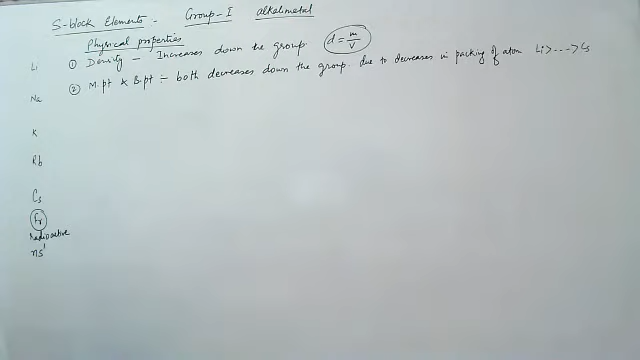 S-block Elements - Group-I alkalimetal
Physical properties
① Density - Increases down the group. d = m/v
② M.pt & B.pt = both decreases down the group. due to decreases in packing of atom Li > ---- > Cs
Li
Na
K
Rb
Cs
Fr
radioactive
ns¹